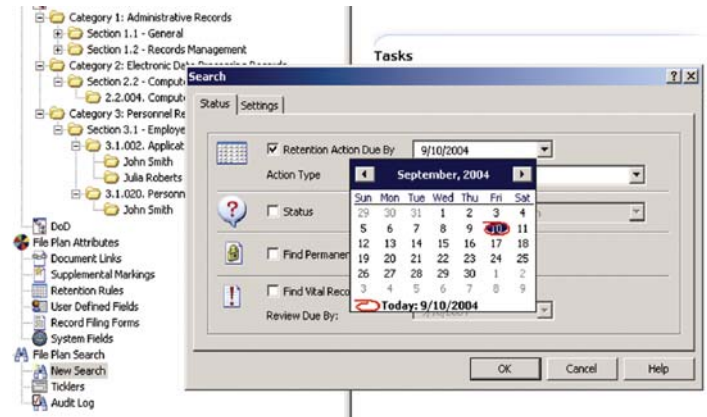 Category 1: Administrative Records
Section 1.1 - General
Section 1.2 - Records Management
Category 2: Electronic Data Processing Records
Section 2.2 - Comput
2.2.004. Comput
Category 3: Personnel Re
Section 3.1 - Employe
3.1.002. Applicat
John Smith
Julia Roberts
3.1.020. Personn
John Smith
DoD
File Plan Attributes
Document Links
Supplemental Markings
Retention Rules
User Defined Fields
Record Filing Forms
System Fields
File Plan Search
New Search
Ticklers
Audit Log
Tasks
Search
Status Settings
Retention Action Due By 9/10/2004
Action Type
September, 2004
Sun Mon Tue Wed Thu Fri Sat
29 30 31 1 2 3 4
5 6 7 8 9 10 11
12 13 14 15 16 17 18
19 20 21 22 23 24 25
26 27 28 29 30 1 2
3 4 5 6 7 8 9
Today: 9/10/2004
Status
Find Permaner
Find Vital Reco
Review Due By:
OK Cancel Help